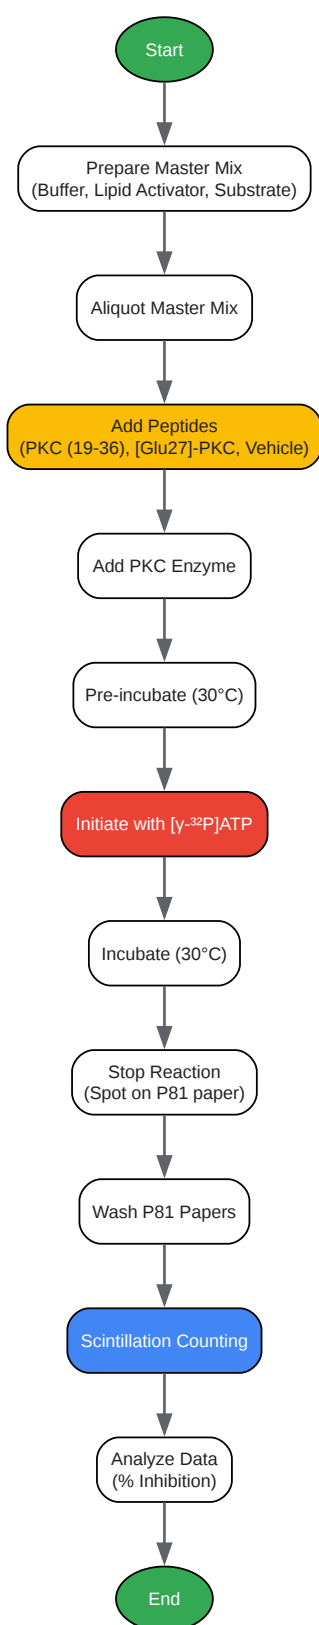 Start
Prepare Master Mix
(Buffer, Lipid Activator, Substrate)
Aliquot Master Mix
Add Peptides
(PKC (19-36), [Glu27]-PKC, Vehicle)
Add PKC Enzyme
Pre-incubate (30°C)
Initiate with [γ-³²P]ATP
Incubate (30°C)
Stop Reaction
(Spot on P81 paper)
Wash P81 Papers
Scintillation Counting
Analyze Data
(% Inhibition)
End